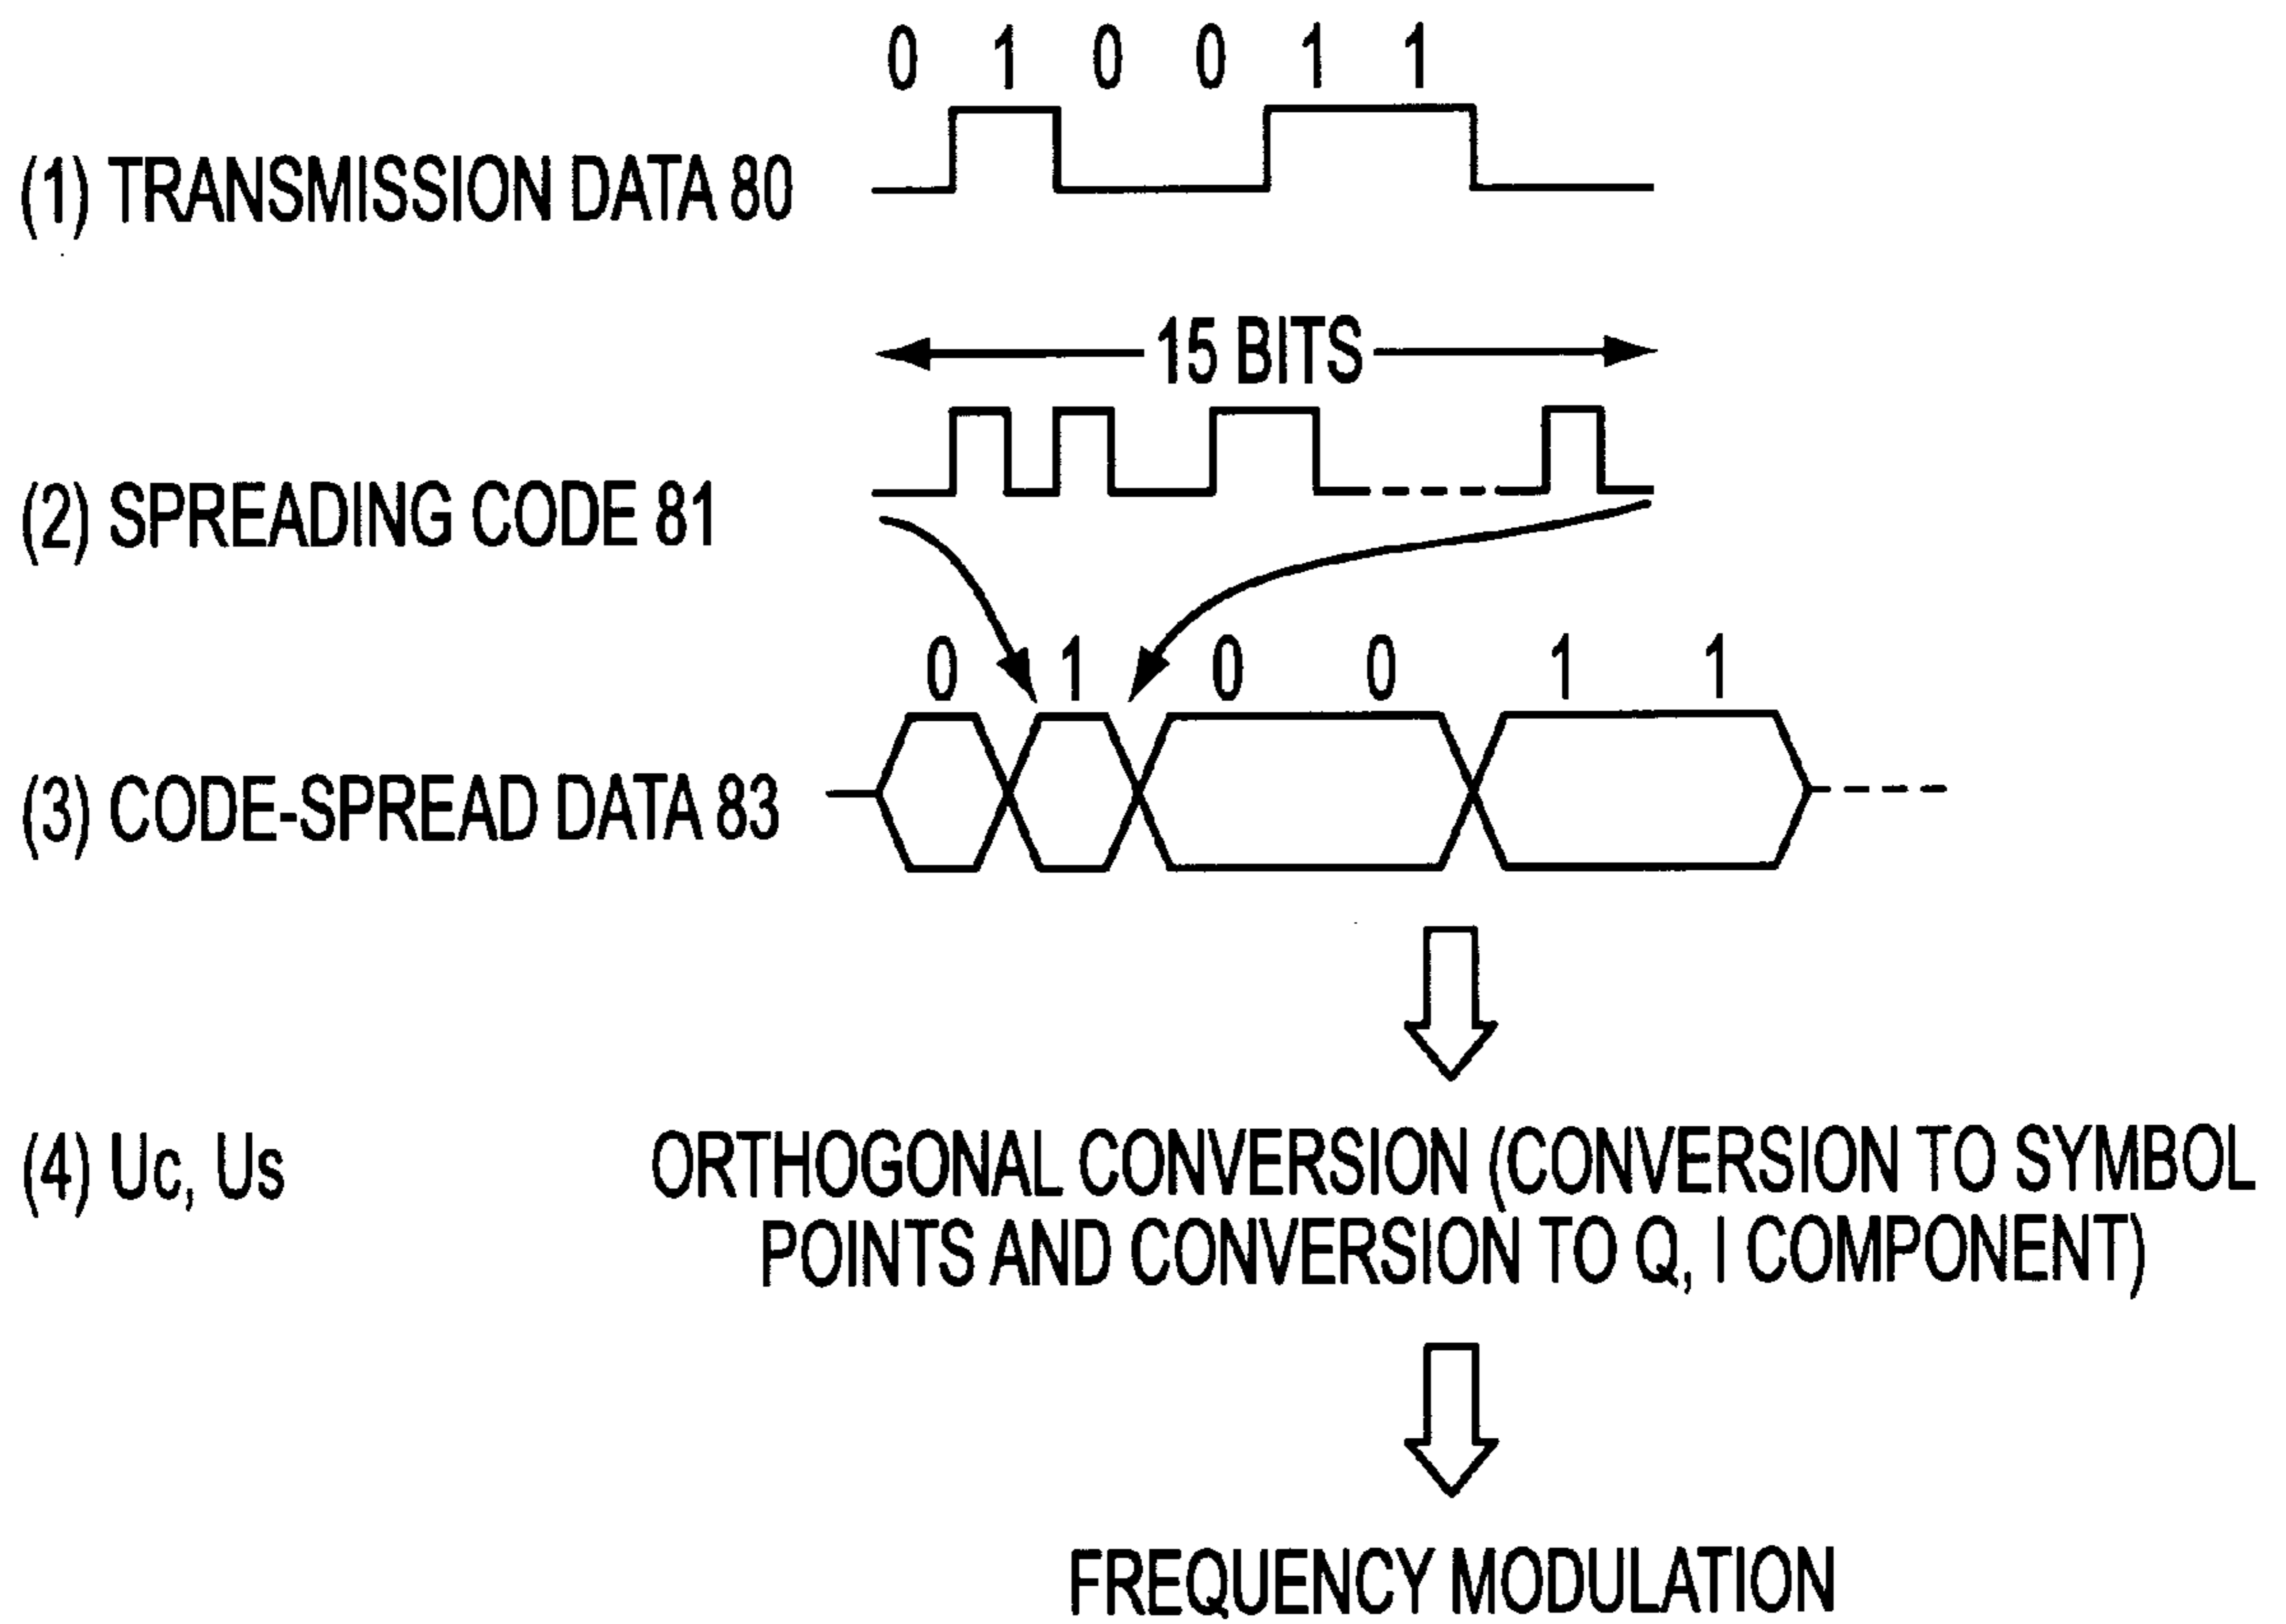 0 1 0 0 1 1
(1) TRANSMISSION DATA 80
15 BITS
(2) SPREADING CODE 81
0 1 0 0 1 1
(3) CODE-SPREAD DATA 83
(4) Uc, Us
ORTHOGONAL CONVERSION (CONVERSION TO SYMBOL
POINTS AND CONVERSION TO Q, I COMPONENT)
FREQUENCY MODULATION